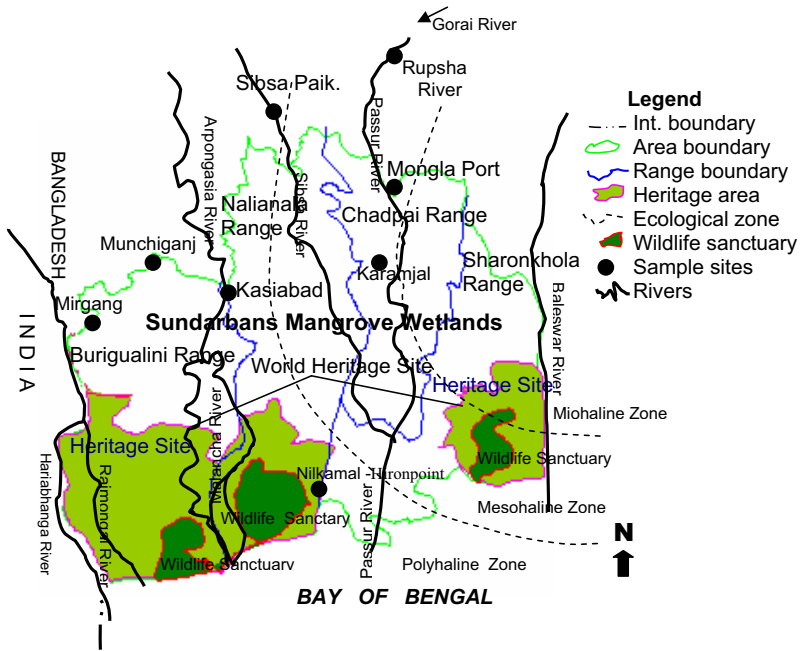 Gorai River
Rupsha
River
Sibsa Paik.
Passur River
Arpongasia River
Sibsa River
Mongla Port
BANGLADESH
Nalianala
Range
Chadpai Range
Munchiganj
Karamjal
Sharonkhola
Range
Kasiabad
Mirgang
Baleswar River
INDIA
Sundarbans Mangrove Wetlands
Burigualini Range
World Heritage Site
Heritage Site
Miohaline Zone
Malancha River
Heritage Site
Wildlife Sanctuary
Nilkamal -Hironpoint
Hariabhanga River
Raimongal River
Mesohaline Zone
Wildlife Sanctary
Passur River
N
Wildlife Sanctuary
Polyhaline Zone
BAY OF BENGAL
Legend
Int. boundary
Area boundary
Range boundary
Heritage area
Ecological zone
Wildlife sanctuary
Sample sites
Rivers